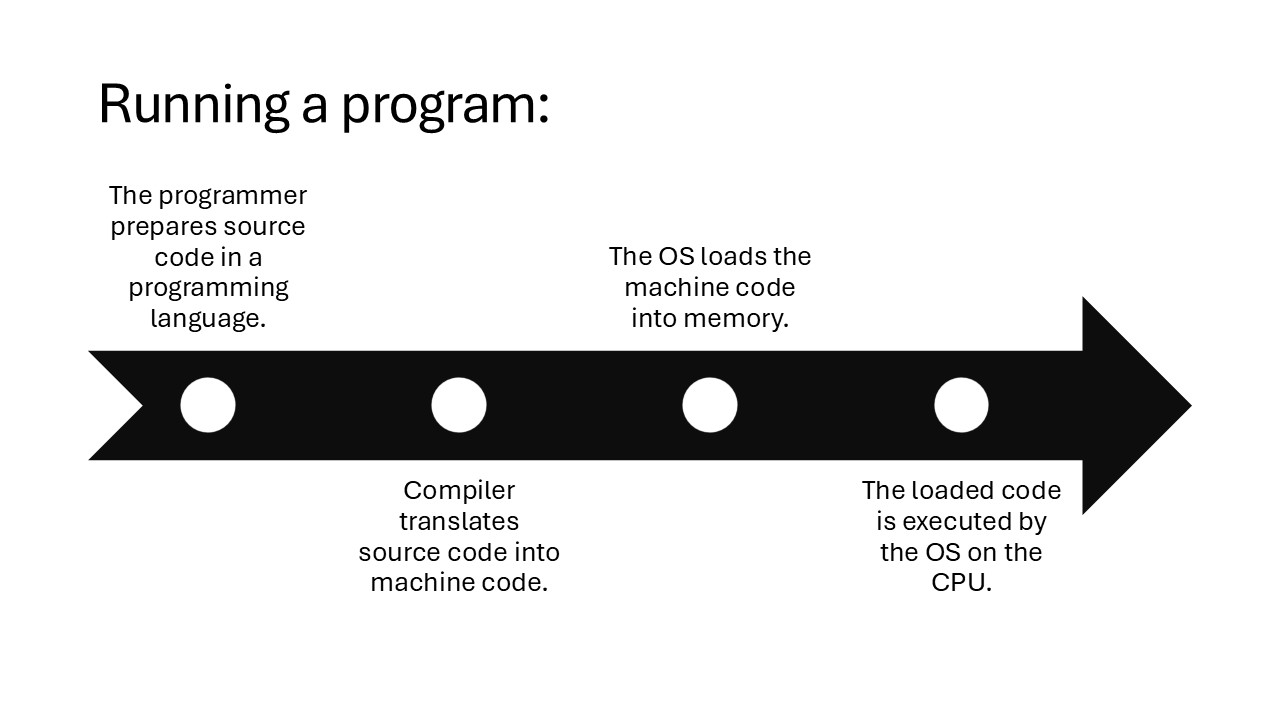 Running a program:
The programmer
prepares source
code in a
programming
language.
Compiler
translates
source code into
machine code.
The OS loads the
machine code
into memory.
The loaded code
is executed by
the OS on the
CPU.